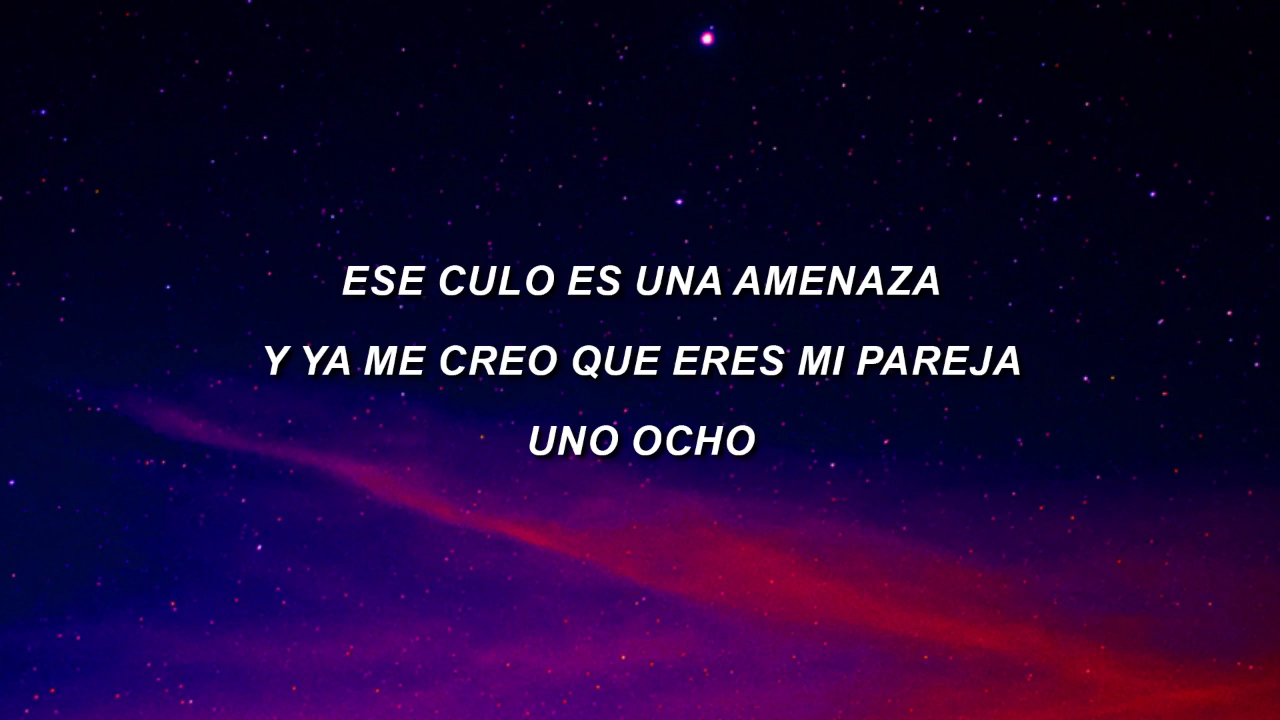 ESE CULO ES UNA AMENAZA
Y YA ME CREO QUE ERES MI PAREJA
UNO OCHO